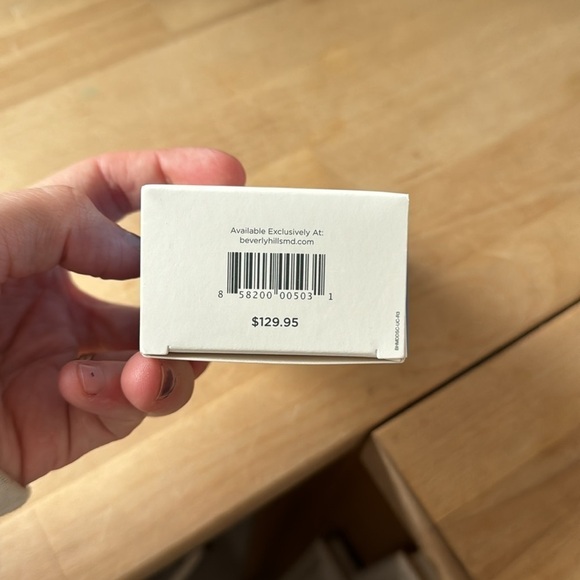 Available Exclusively At:
beverlyhillsmd.com
8 58200 00503 1
$129.95